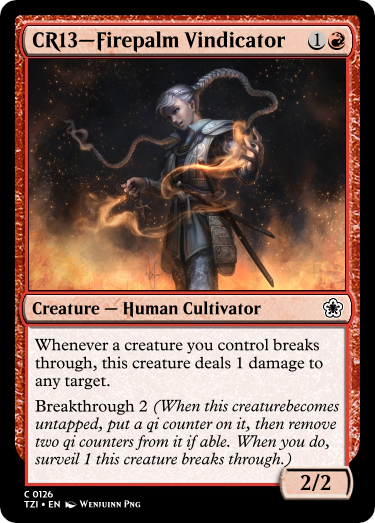 CR13—Firepalm Vindicator 1
Creature — Human Cultivator
Whenever a creature you control breaks
through, this creature deals 1 damage to
any target.
Breakthrough 2 (When this creaturebecomes
untapped, put a qi counter on it, then remove
two qi counters from it if able. When you do,
surveil 1 this creature breaks through.)
2/2
C 0126
TZI • EN Wenjuinn Png